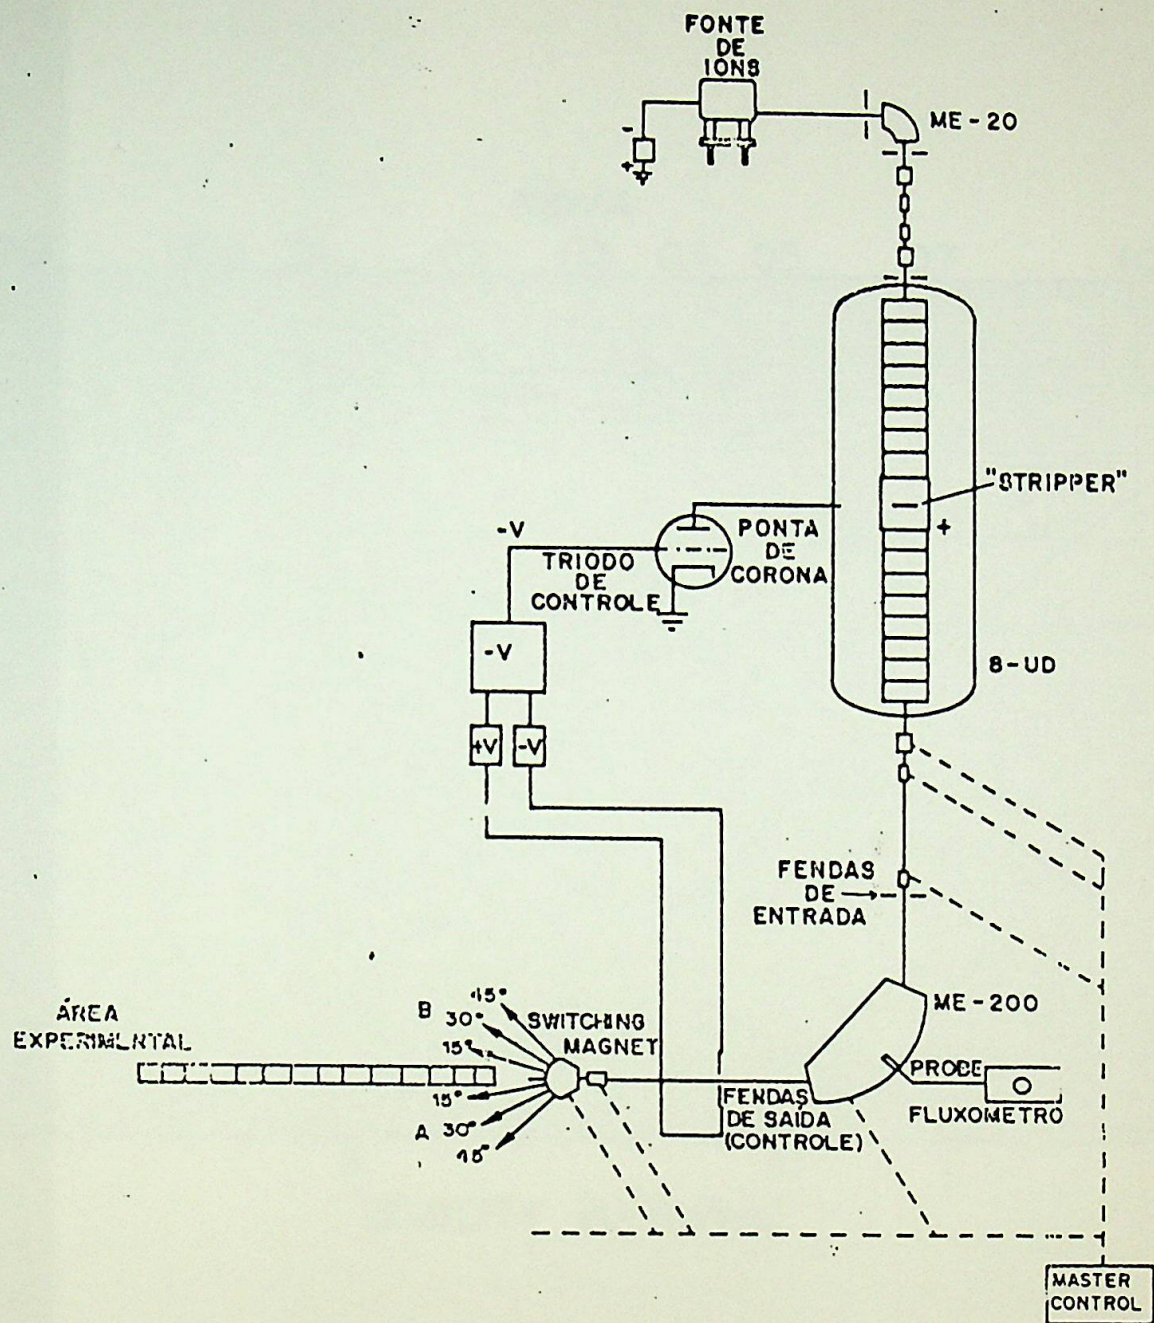 FONTE
DE
IONS
ME-20
-
+
"STRIPPER"
+
-V
PONTA
DE
CORONA
TRIODO
DE
CONTROLE
-V
8-UD
+V
-V
FENDAS
DE
ENTRADA
ME-200
ÁREA
EXPERIMENTAL
B
45°
30°
15°
SWITCHING
MAGNET
PROBE
FLUXOMETRO
15°
A
30°
45°
FENDAS
DE SAÍDA
(CONTROLE)
MASTER
CONTROL